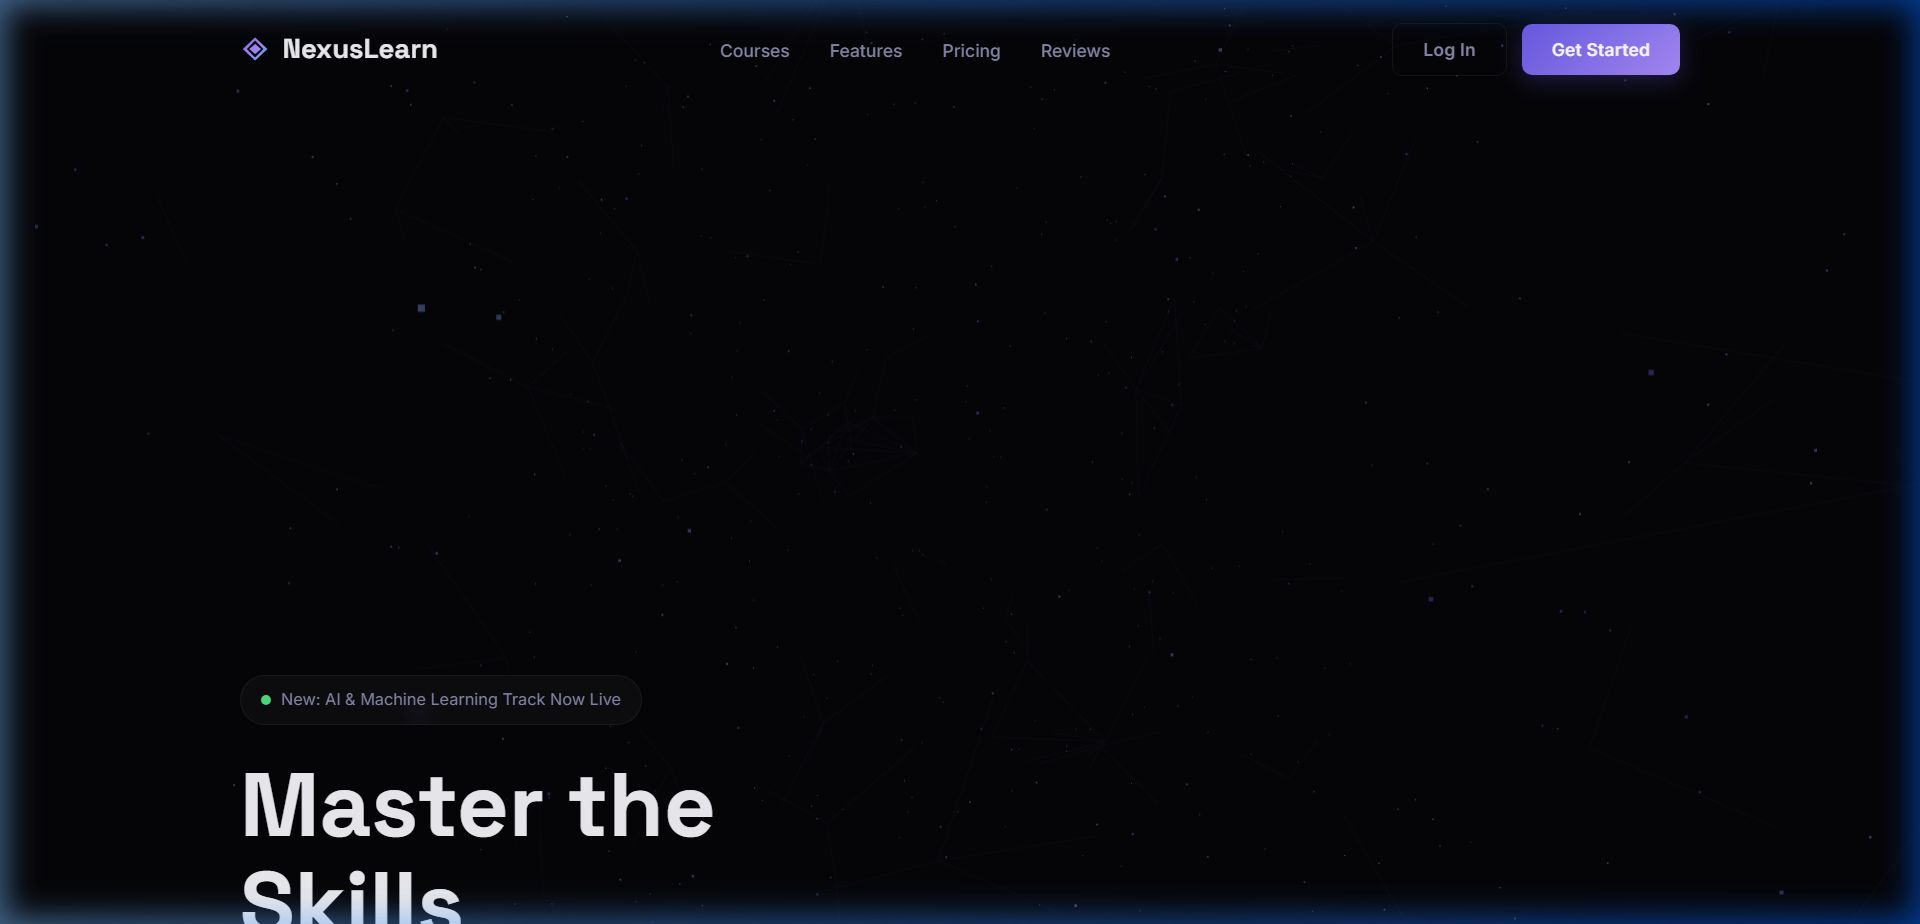 NexusLearn
Courses
Features
Pricing
Reviews
Log In
Get Started
New: AI & Machine Learning Track Now Live
Master the
Skills